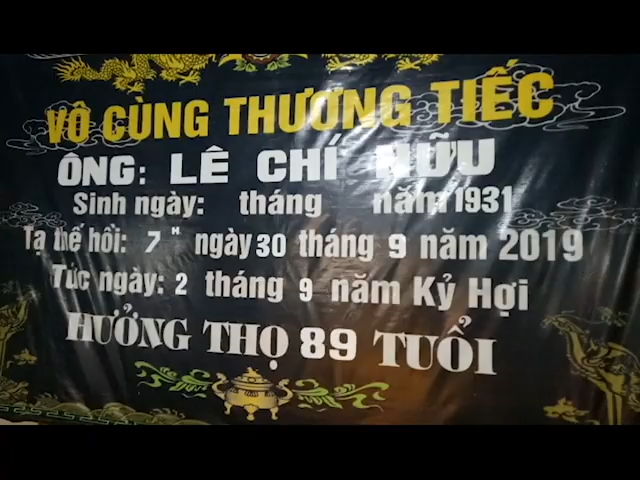 VÔ CÙNG THƯƠNG TIẾC
ÔNG: LÊ CHÍ HỮU
Sinh ngày: tháng năm 1931
Tạ thế hồi: 7 H ngày 30 tháng 9 năm 2019
Tức ngày: 2 tháng 9 năm Kỷ Hợi
HƯỞNG THỌ 89 TUỔI